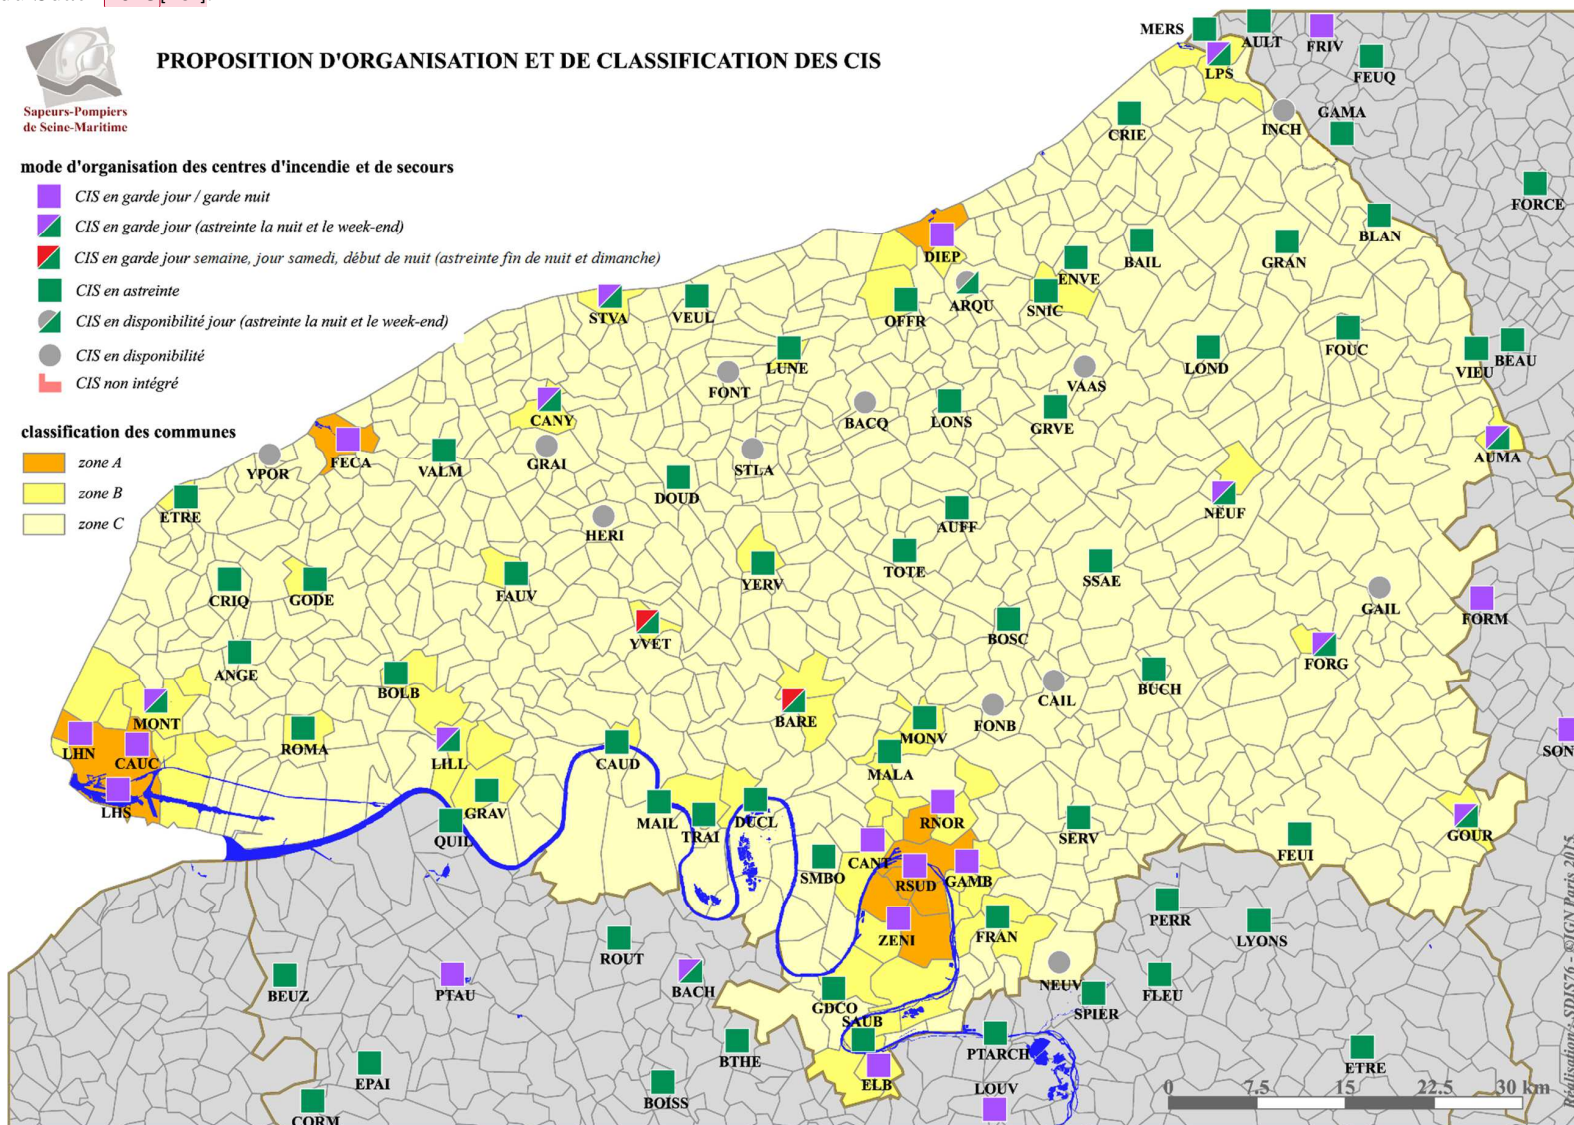 PROPOSITION D'ORGANISATION ET DE CLASSIFICATION DES CIS
Sapeurs-Pompiers
de Seine-Maritime
mode d'organisation des centres d'incendie et de secours
CIS en garde jour / garde nuit
CIS en garde jour (astreinte la nuit et le week-end)
CIS en garde jour semaine, jour samedi, début de nuit (astreinte fin de nuit et dimanche)
CIS en astreinte
CIS en disponibilité jour (astreinte la nuit et le week-end)
CIS en disponibilité
CIS non intégré
classification des communes
zone A
zone B
zone C
MERS
AULT
FRIV
LPS
FEUQ
CRIE
INCH
GAMA
FORCE
BLAN
DIEP
ENVE
BAIL
GRAN
STVA
VEUL
OFFR
ARQU
SNIC
LUNE
LOND
FOUC
VIEU
BEAU
FONT
VAAS
CANY
BACQ
LONS
GRVE
AUMA
YPOR
FECA
VALM
GRAI
STLA
DOUD
NEUF
ETRE
HERI
AUFF
CRIQ
GODE
FAUV
YERV
TOTE
SSAE
GAIL
FORM
YVET
BOSC
FORG
ANGE
BOLB
CAIL
BUCH
MONT
BARE
FONB
MONV
LHN
CAUC
ROMA
LILL
CAUD
MALA
SON
LHS
GRAV
QUIL
MAIL
TRAI
DUCL
RNOR
CANT
SERV
FEUI
GOUR
SMBO
RSUD
GAMB
ZENI
FRAN
PERR
LYONS
ROUT
BEUZ
PTAU
BACH
GDCO
NEUV
SPIER
FLEU
SAUB
BTHE
PTARCH
ETRE
EPAI
ELB
BOISS
LOUV
CORM
0 7.5 15 22.5 30 km
Réalisation: SDIS76 - ©IGN Paris 2015